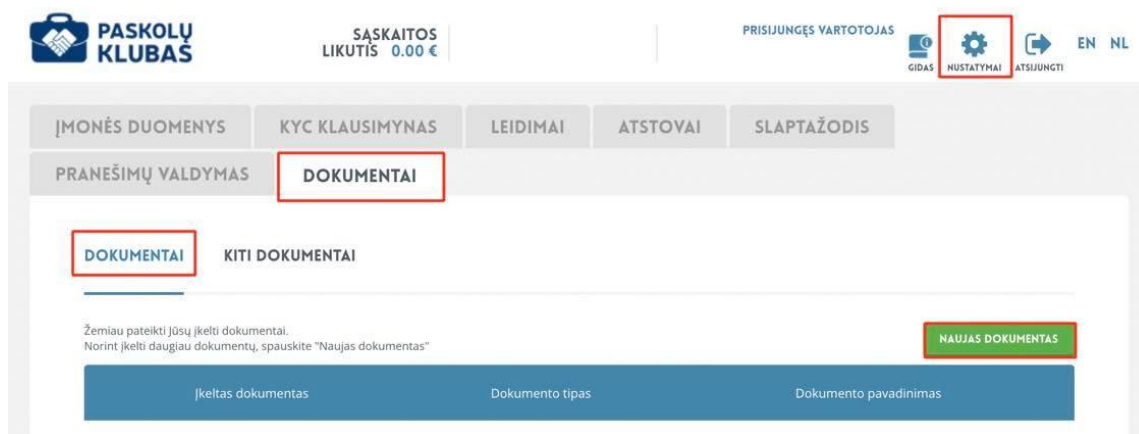 PASKOLŲ
KLUBAS
SĄSKAITOS
LIKUTIS 0.00 €
PRISIJUNGĘS VARTOTOJAS
GIDAS
NUSTATYMAI
ATSIJUNGTI
EN NL
ĮMONĖS DUOMENYS
KYC KLAUSIMYNAS
LEIDIMAI
ATSTOVAI
SLAPTAŽODIS
PRANEŠIMŲ VALDYMAS
DOKUMENTAI
DOKUMENTAI
KITI DOKUMENTAI
Žemiau pateikti Jūsų įkelti dokumentai.
Norint įkelti daugiau dokumentų, spauskite "Naujas dokumentas"
NAUJAS DOKUMENTAS
Įkeltas dokumentas
Dokumento tipas
Dokumento pavadinimas